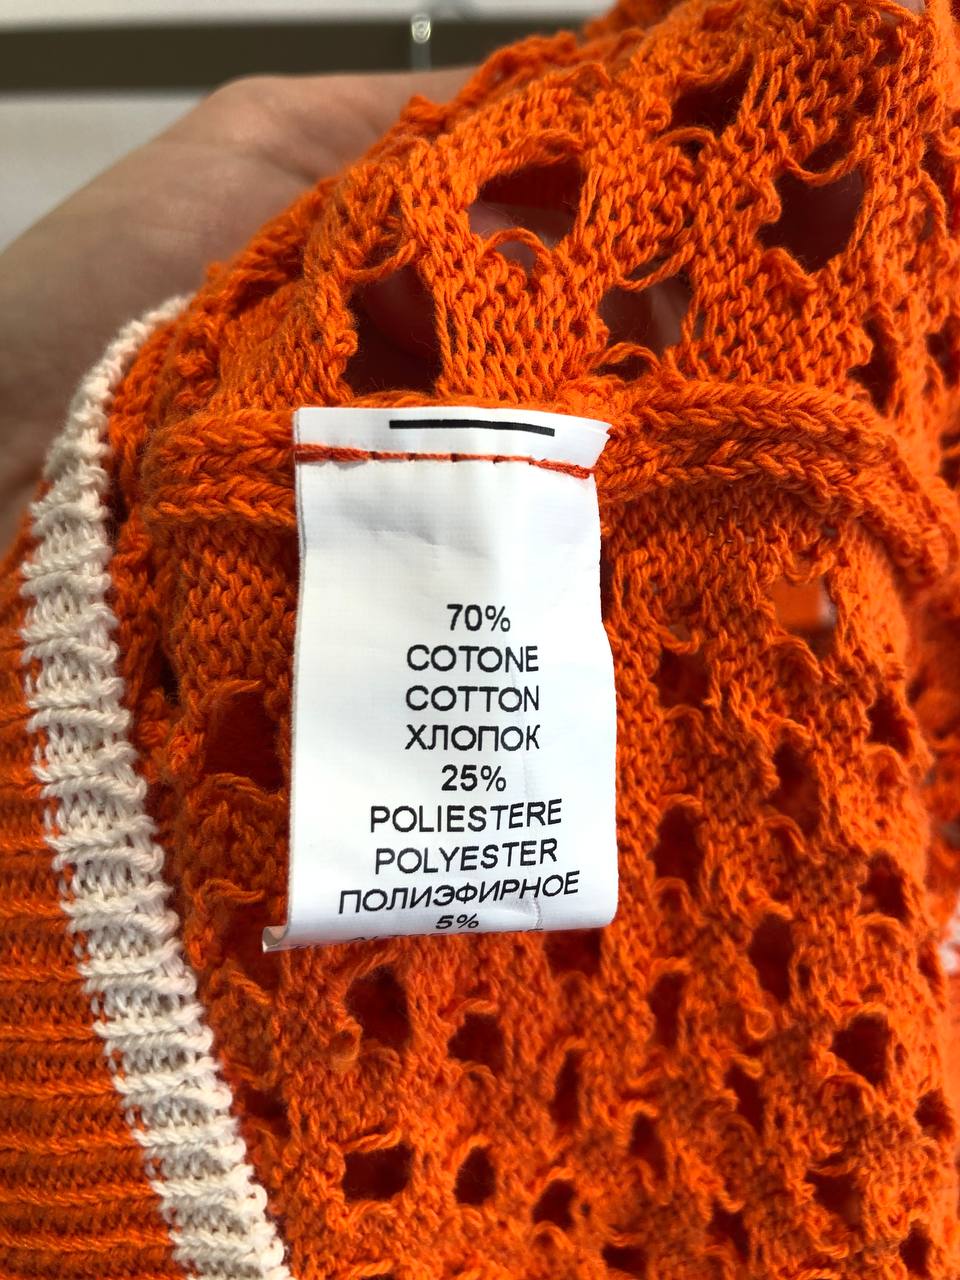 70%
COTONE
COTTON
ХЛОПОК
25%
POLIESTERE
POLYESTER
ПОЛИЭФИРНОЕ
5%